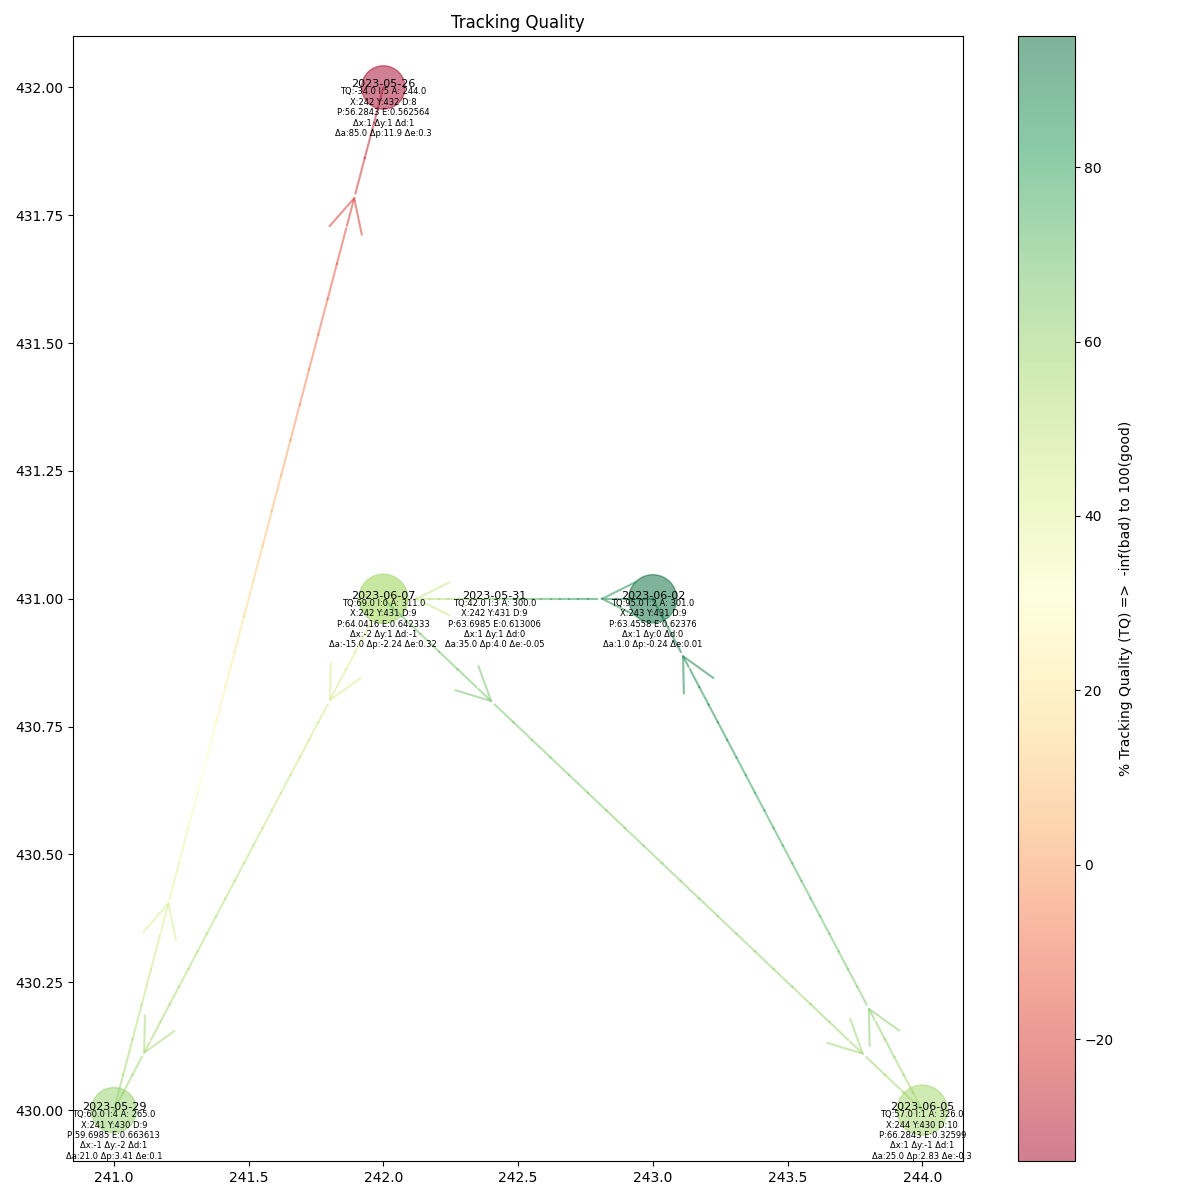 Tracking Quality
432.00
431.75
431.50
431.25
431.00
430.75
430.50
430.25
430.00
241.0
241.5
242.0
242.5
243.0
243.5
244.0
2023-05-26
TQ:-34.0 I:5 A: 244.0
X:242 Y:432 D:8
P:56.2843 E:0.562564
Δx:1 Δy:1 Δd:1
Δa:85.0 Δp:11.9 Δe:0.3
2023-06-07
TQ:69.0 I:0 A: 311.0
X:242 Y:431 D:9
P:64.0416 E:0.642333
Δx:-2 Δy:1 Δd:-1
Δa:-15.0 Δp:-2.24 Δe:0.32
2023-05-31
TQ:42.0 I:3 A: 300.0
X:242 Y:431 D:9
P:63.6985 E:0.613006
Δx:1 Δy:1 Δd:0
Δa:35.0 Δp:4.0 Δe:-0.05
2023-06-02
TQ:95.0 I:2 A: 301.0
X:243 Y:431 D:9
P:63.4558 E:0.62376
Δx:1 Δy:0 Δd:0
Δa:1.0 Δp:-0.24 Δe:0.01
2023-05-29
TQ:60.0 I:4 A: 265.0
X:241 Y:430 D:9
P:59.6985 E:0.663613
Δx:-1 Δy:-2 Δd:1
Δa:21.0 Δp:3.41 Δe:0.1
2023-06-05
TQ:57.0 I:1 A: 326.0
X:244 Y:430 D:10
P:66.2843 E:0.32599
Δx:1 Δy:-1 Δd:1
Δa:25.0 Δp:2.83 Δe:-0.3
80
60
40
20
0
−20
% Tracking Quality (TQ) => -inf(bad) to 100(good)